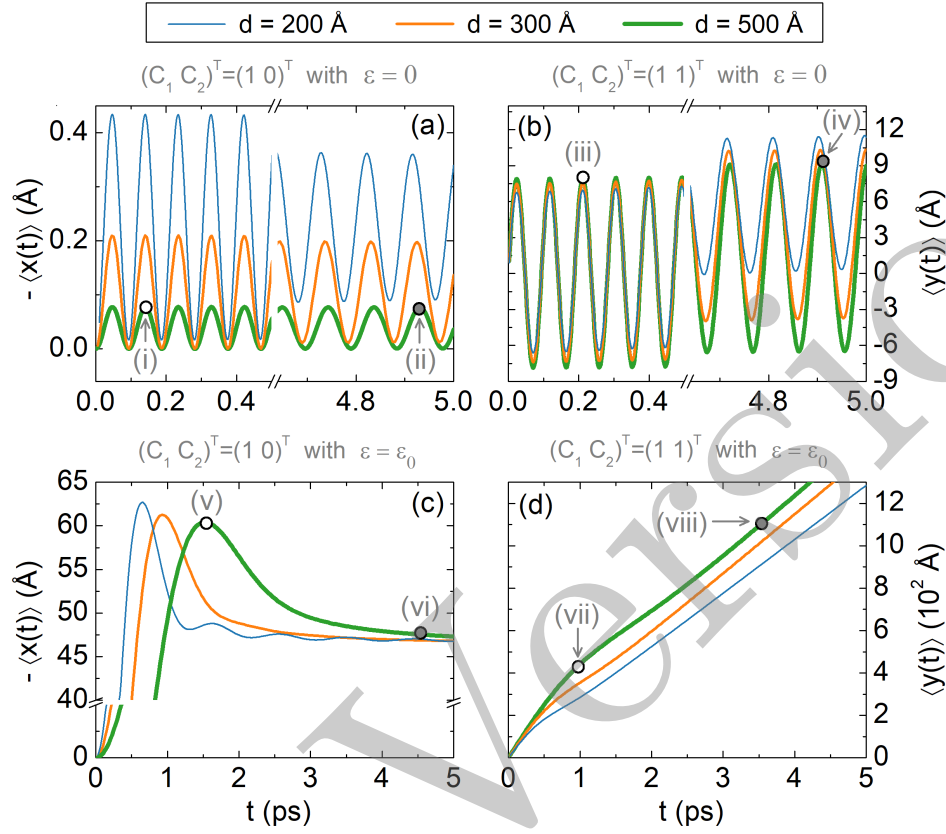 d = 200 Å d = 300 Å d = 500 Å
(C₁ C₂)ᵀ=(1 0)ᵀ with ε = 0
(C₁ C₂)ᵀ=(1 1)ᵀ with ε = 0
(a)
0.4
0.2
0.0
- ⟨x(t)⟩ (Å)
(i)
(ii)
0.0 0.2 0.4 4.8 5.0
(b)
(iii)
(iv)
12
9
6
3
0
-3
-6
-9
⟨y(t)⟩ (Å)
0.0 0.2 0.4 4.8 5.0
(C₁ C₂)ᵀ=(1 0)ᵀ with ε = ε₀
(C₁ C₂)ᵀ=(1 1)ᵀ with ε = ε₀
(c)
65
60
55
50
45
40
0
- ⟨x(t)⟩ (Å)
(v)
(vi)
0 1 2 3 4 5
t (ps)
(d)
(vii)
(viii)
12
10
8
6
4
2
0
⟨y(t)⟩ (10² Å)
0 1 2 3 4 5
t (ps)
Versio